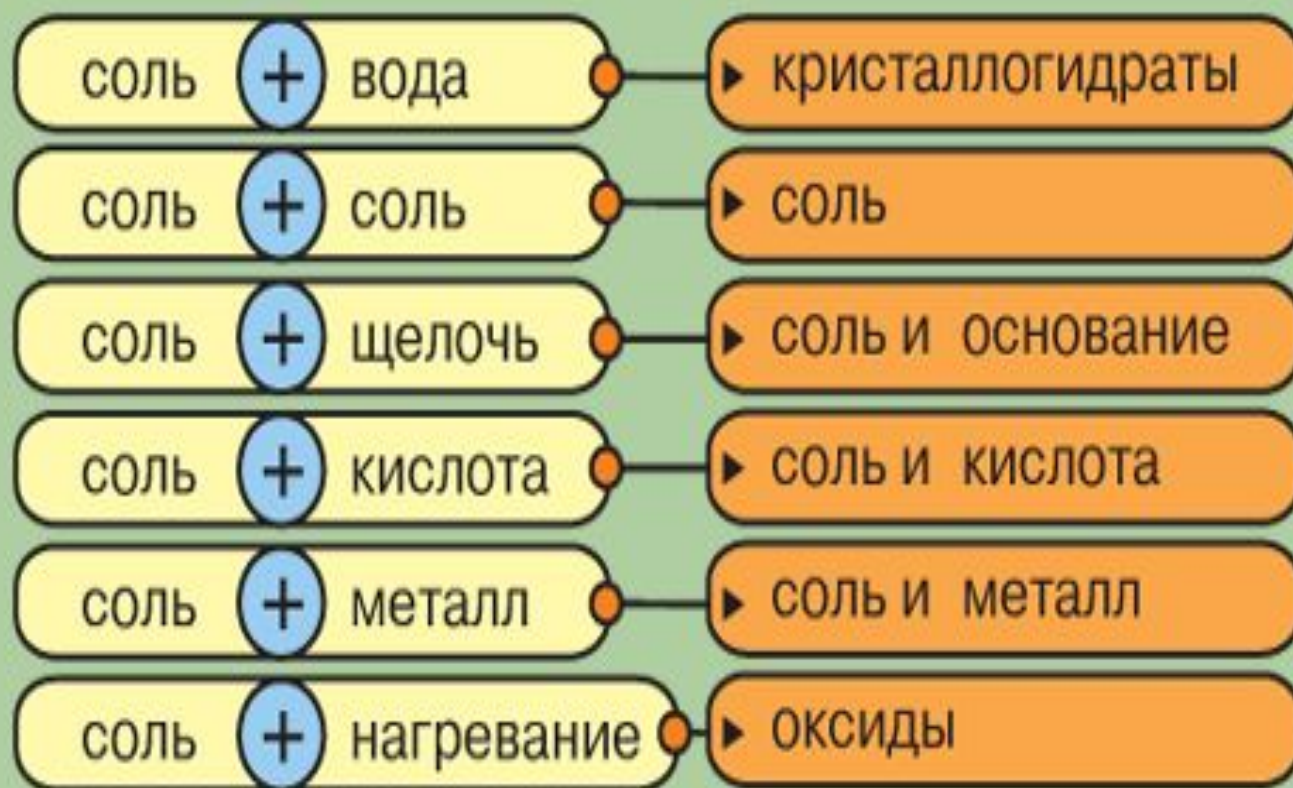 соль + вода кристаллогидраты
соль + соль соль
соль + щелочь соль и основание
соль + кислота соль и кислота
соль + металл соль и металл
соль + нагревание оксиды